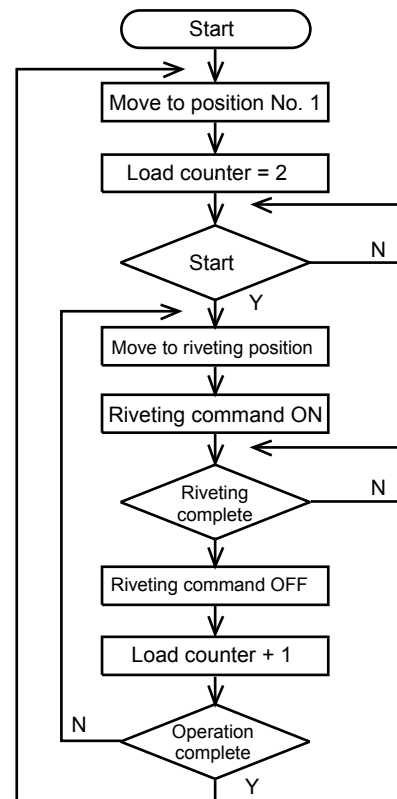 Start
Move to position No. 1
Load counter = 2
Start
N
Y
Move to riveting position
Riveting command ON
Riveting
complete
N
Riveting command OFF
Load counter + 1
Operation
complete
N
Y